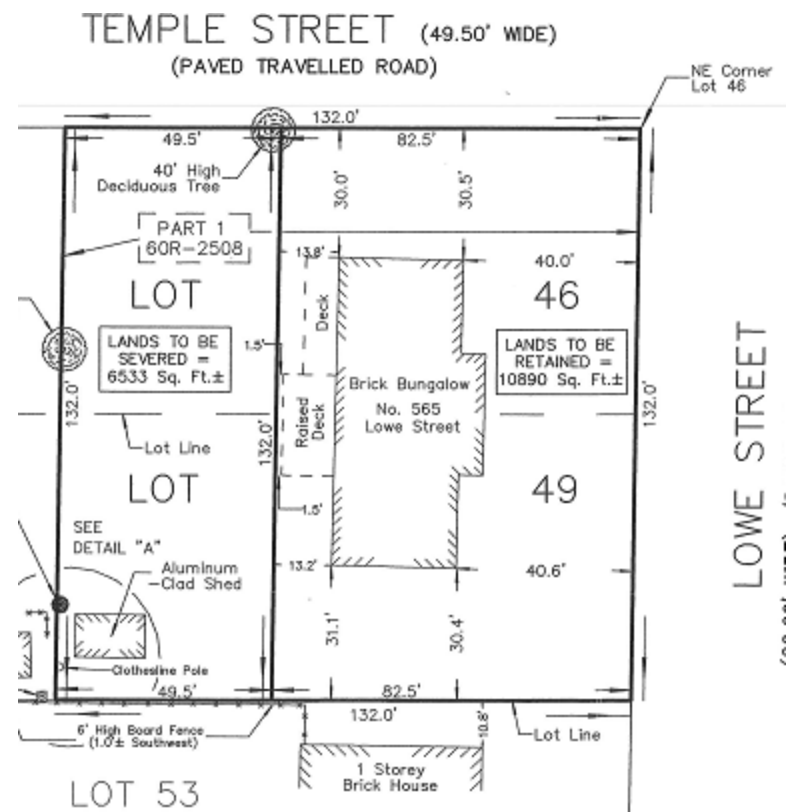 TEMPLE STREET (49.50' WIDE)
(PAVED TRAVELLED ROAD)
NE Corner
Lot 46
132.0'
49.5'
82.5'
40' High
Deciduous Tree
30.0'
30.5'
PART 1
60R-2508
13.8'
40.0'
LOT
46
Deck
LANDS TO BE
SEVERED =
6533 Sq. Ft.±
1.5'
LANDS TO BE
RETAINED =
10890 Sq. Ft.±
Brick Bungalow
No. 565
Lowe Street
Raised
Deck
132.0'
132.0'
132.0'
LOWE STREET
Lot Line
LOT
49
1.5'
SEE
DETAIL "A"
Aluminum
Clad Shed
13.2'
40.6'
31.1'
30.4'
Clothesline Pole
49.5'
82.5'
132.0'
10.8'
6' High Board Fence
(1.0'± Southwest)
Lot Line
1 Storey
Brick House
LOT 53